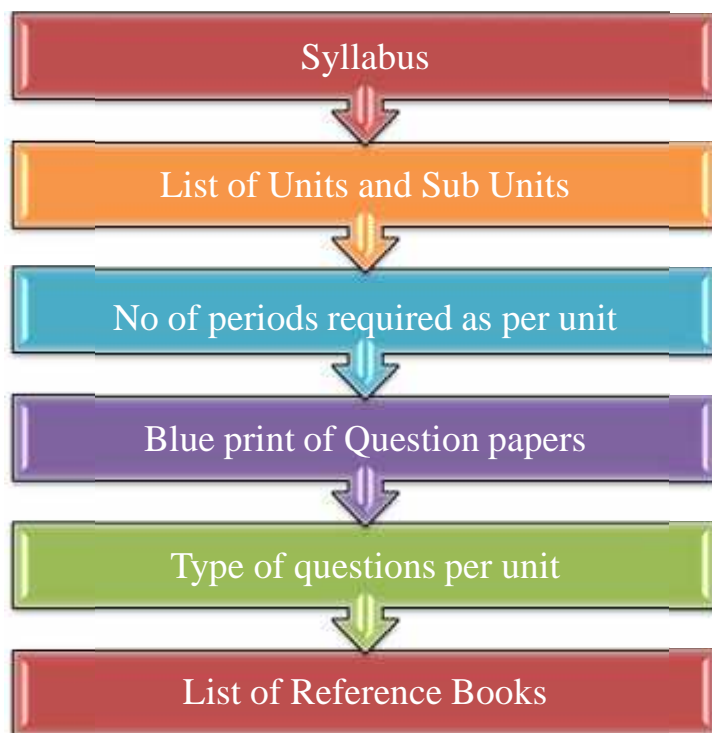 Syllabus
List of Units and Sub Units
No of periods required as per unit
Blue print of Question papers
Type of questions per unit
List of Reference Books